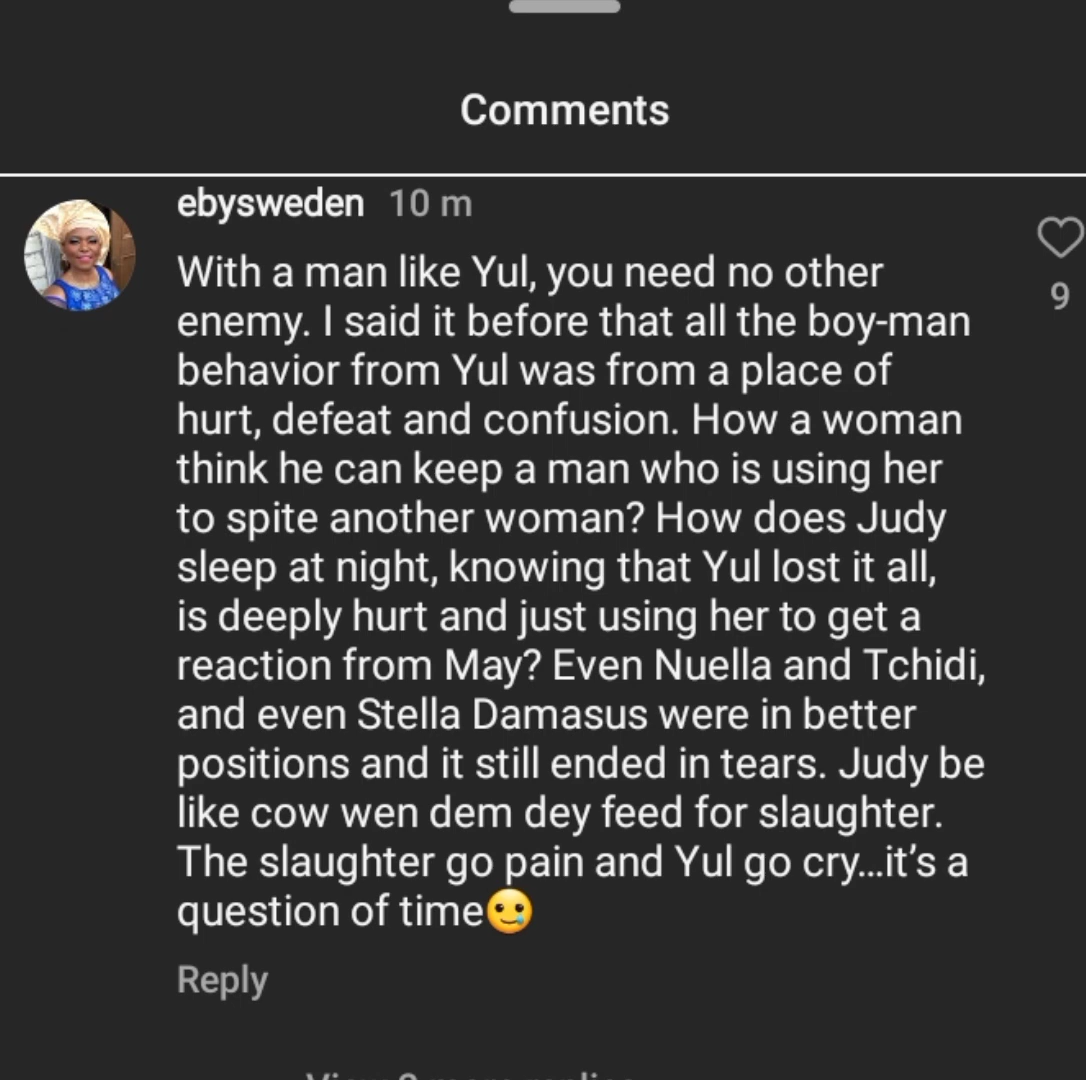 Comments
ebysweden 10 m
With a man like Yul, you need no other
enemy. I said it before that all the boy-man
behavior from Yul was from a place of
hurt, defeat and confusion. How a woman
think he can keep a man who is using her
to spite another woman? How does Judy
sleep at night, knowing that Yul lost it all,
is deeply hurt and just using her to get a
reaction from May? Even Nuella and Tchidi,
and even Stella Damasus were in better
positions and it still ended in tears. Judy be
like cow wen dem dey feed for slaughter.
The slaughter go pain and Yul go cry...it's a
question of time🥲
9
Reply